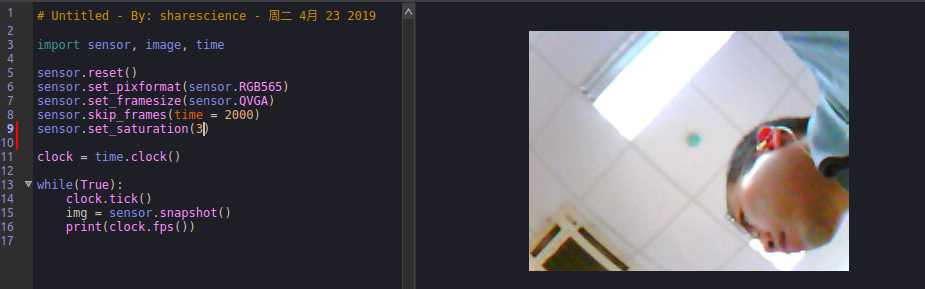 1 # Untitled - By: sharescience - 周二 4月 23 2019
2
3 import sensor, image, time
4
5 sensor.reset()
6 sensor.set_pixformat(sensor.RGB565)
7 sensor.set_framesize(sensor.QVGA)
8 sensor.skip_frames(time = 2000)
9 sensor.set_saturation(3)
10
11 clock = time.clock()
12
13 while(True):
14     clock.tick()
15     img = sensor.snapshot()
16     print(clock.fps())
17